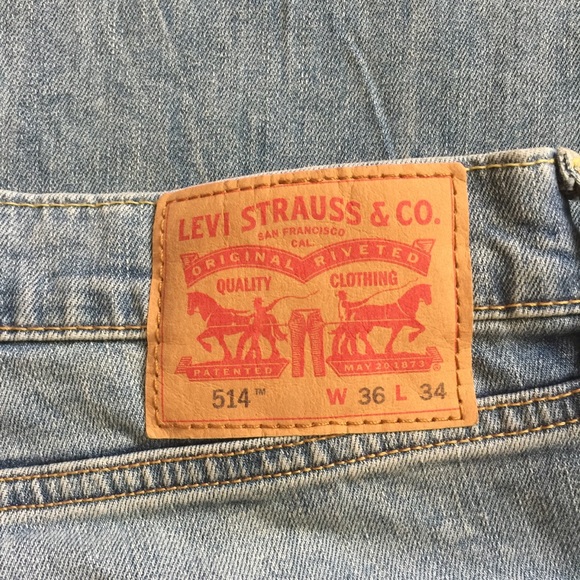 LEVI STRAUSS & CO.
SAN FRANCISCO
CAL.
ORIGINAL RIVETED
QUALITY CLOTHING
PATENTED MAY 20 1873
514™ W 36 L 34